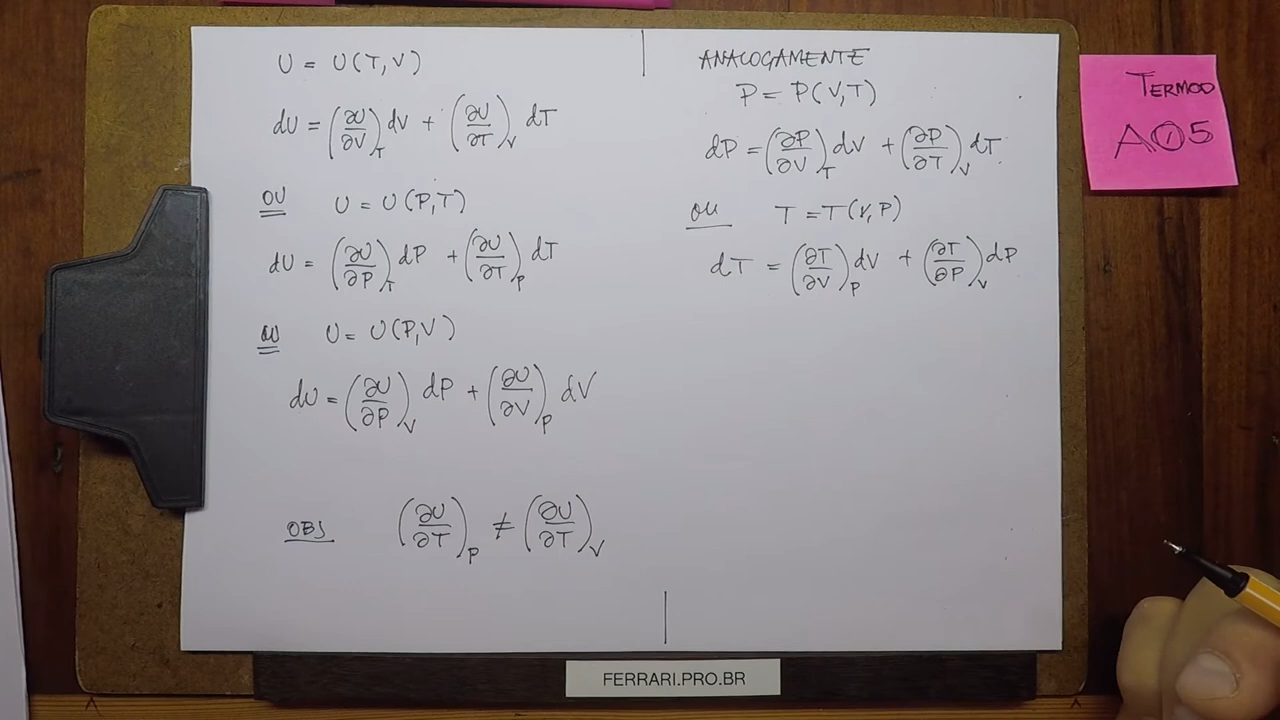 U = U(T,V)
dU = (∂U/∂V)_T dV + (∂U/∂T)_V dT
OU U = U(P,T)
dU = (∂U/∂P)_T dP + (∂U/∂T)_P dT
OU U = U(P,V)
dU = (∂U/∂P)_V dP + (∂U/∂V)_P dV
OBS (∂U/∂T)_P ≠ (∂U/∂T)_V
ANALOGAMENTE
P = P(V,T)
dP = (∂P/∂V)_T dV + (∂P/∂T)_V dT
OU T = T(V,P)
dT = (∂T/∂V)_P dV + (∂T/∂P)_V dP
TERMOD
A05
FERRARI.PRO.BR